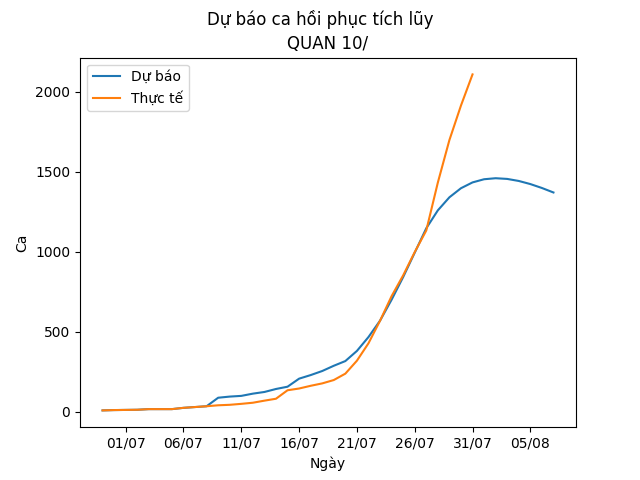 Dự báo ca hồi phục tích lũy
QUAN 10/
Dự báo
Thực tế
2000
1500
1000
500
0
Ca
01/07 06/07 11/07 16/07 21/07 26/07 31/07 05/08
Ngày